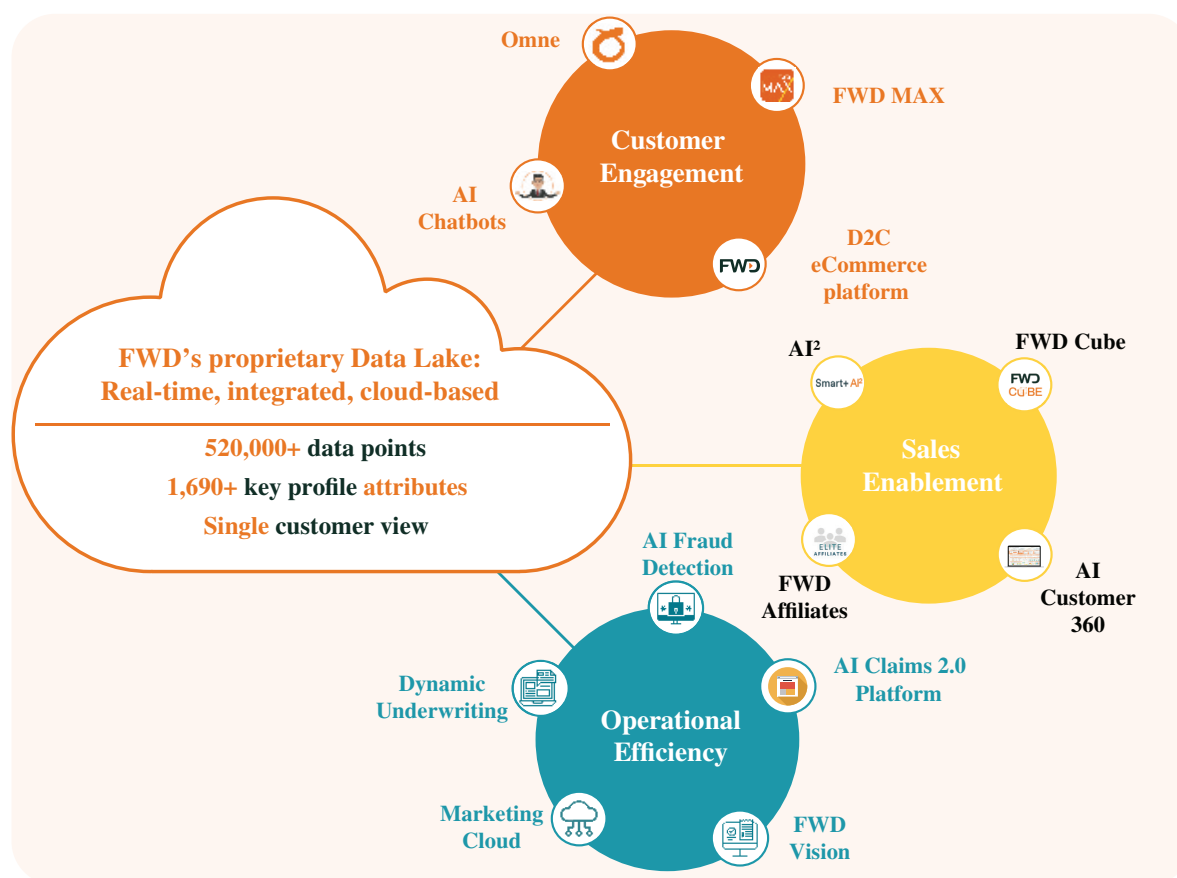 Omne
MAX
FWD MAX
Customer
Engagement
AI
Chatbots
FWD
D2C
eCommerce
platform
FWD's proprietary Data Lake:
Real-time, integrated, cloud-based
520,000+ data points
1,690+ key profile attributes
Single customer view
AI²
FWD Cube
Smart+ AI²
FWD
CUBE
Sales
Enablement
ELITE
AFFILIATES
FWD
Affiliates
AI
Customer
360
AI Fraud
Detection
Dynamic
Underwriting
AI Claims 2.0
Platform
Operational
Efficiency
Marketing
Cloud
FWD
Vision